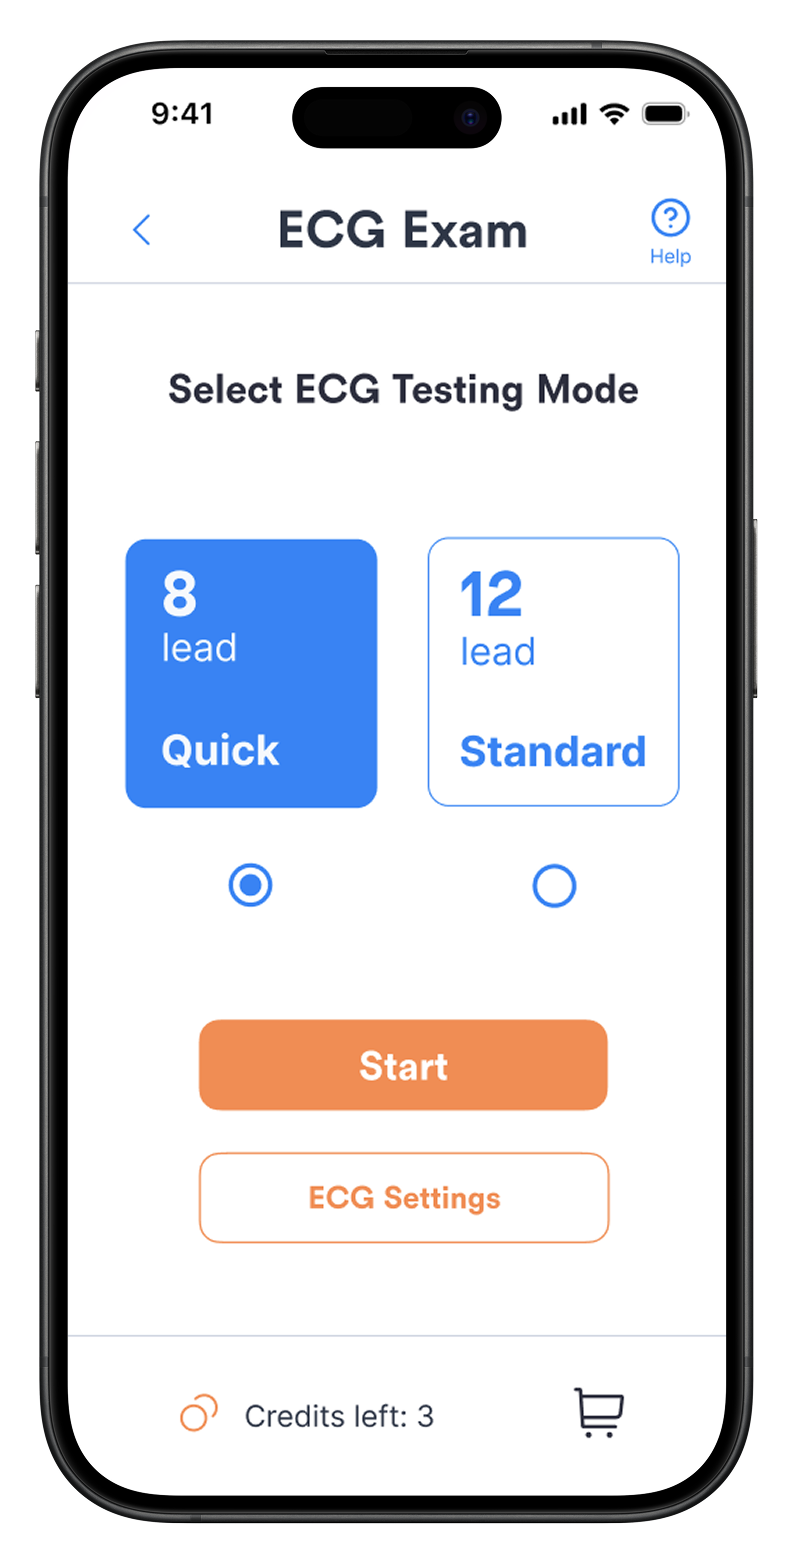 9:41
ECG Exam
Help
Select ECG Testing Mode
8
lead
Quick
12
lead
Standard
Start
ECG Settings
Credits left: 3